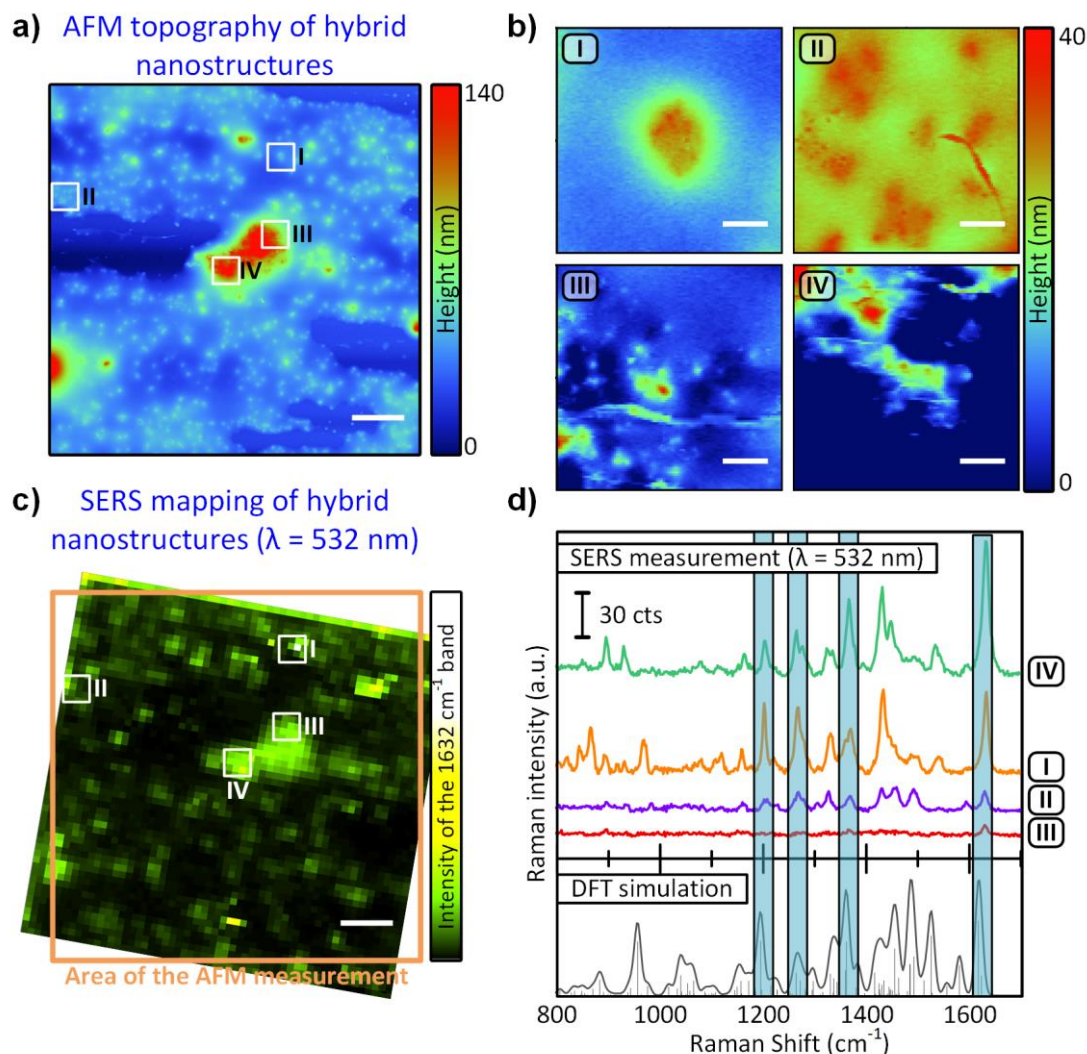 a)
AFM topography of hybrid
nanostructures
I
II
III
IV
140
Height (nm)
0
b)
I
II
III
IV
40
Height (nm)
0
c)
SERS mapping of hybrid
nanostructures (λ = 532 nm)
I
II
III
IV
Intensity of the 1632 cm⁻¹ band
Area of the AFM measurement
d)
SERS measurement (λ = 532 nm)
30 cts
IV
I
II
III
Raman intensity (a.u.)
DFT simulation
800 1000 1200 1400 1600
Raman Shift (cm⁻¹)